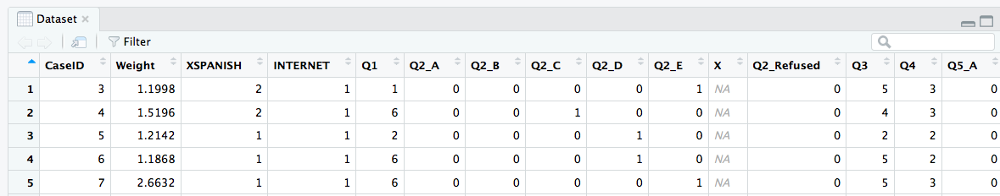 Dataset
Filter
CaseID Weight XSPANISH INTERNET Q1 Q2_A Q2_B Q2_C Q2_D Q2_E X Q2_Refused Q3 Q4 Q5_A
1 3 1.1998 2 1 1 0 0 0 0 1 NA 0 5 3 0
2 4 1.5196 2 1 6 0 0 1 0 0 NA 0 4 3 0
3 5 1.2142 1 1 2 0 0 0 1 0 NA 0 2 2 0
4 6 1.1868 1 1 6 0 0 0 1 0 NA 0 5 2 0
5 7 2.6632 1 1 6 0 0 0 0 1 NA 0 5 3 0